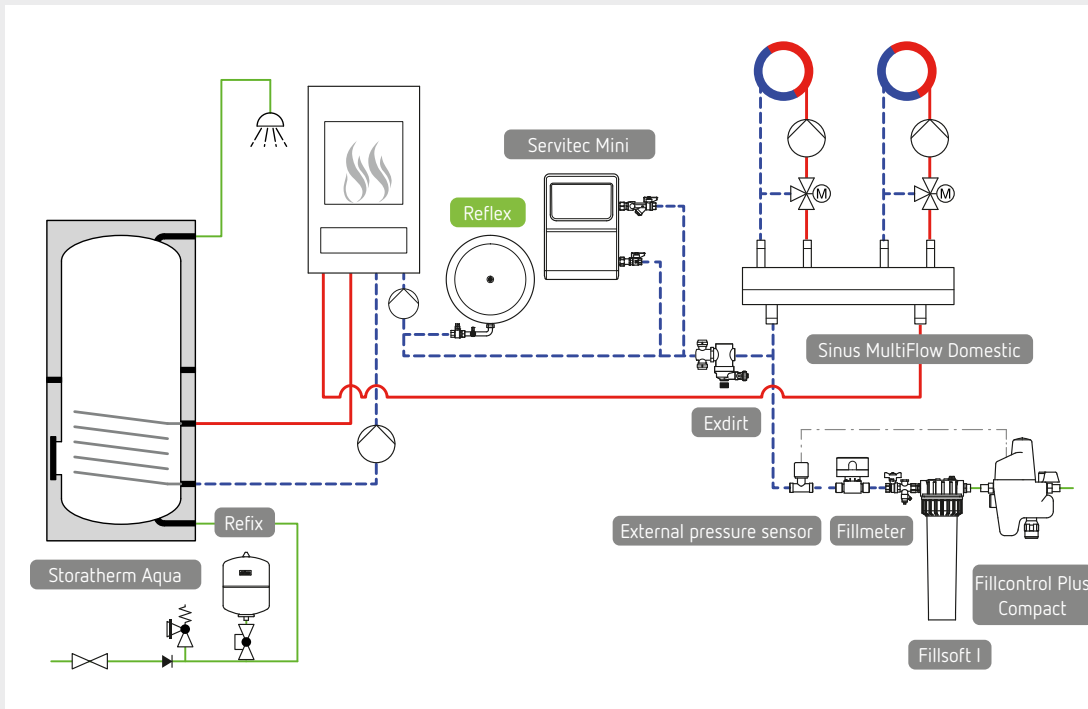 Servitec Mini
Reflex
M
M
Sinus MultiFlow Domestic
Exdirt
Refix
External pressure sensor
Fillmeter
Storatherm Aqua
Fillcontrol Plus
Compact
Fillsoft I